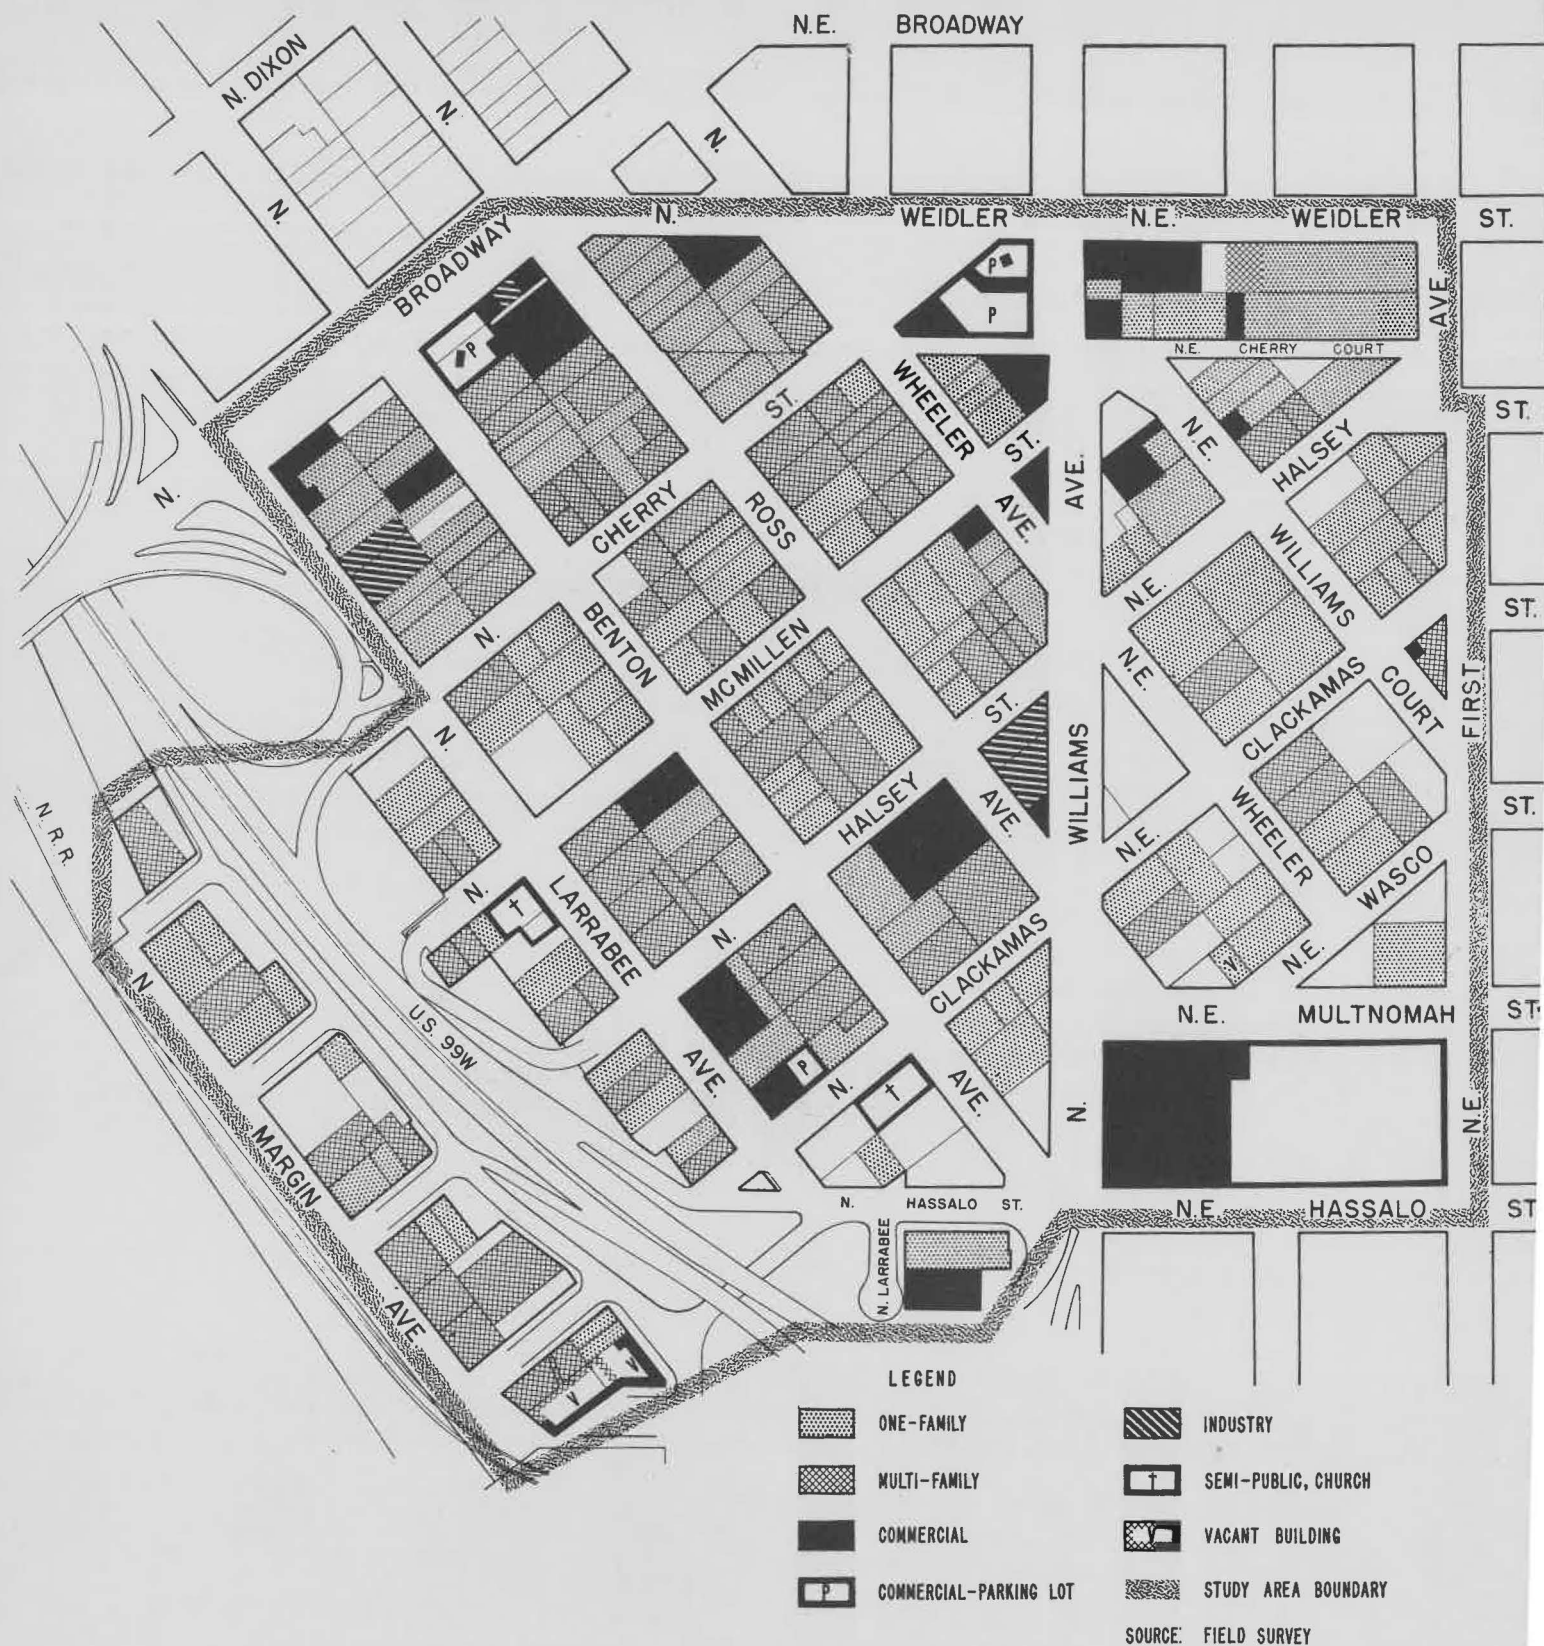 N.E. BROADWAY
N. DIXON
N.
N.
N.
N. WEIDLER N.E. WEIDLER ST.
BROADWAY
P
P
P
AVE.
N.E. CHERRY COURT
ST.
WHEELER
ST.
N.E.
HALSEY
ST.
N.
CHERRY
ROSS
AVE.
AVE.
N.E.
WILLIAMS
ST.
N.
BENTON
MCMILLEN
N.E.
CLACKAMAS
COURT
FIRST
N.
ST.
WILLIAMS
N. R.R.
HALSEY
AVE.
N.E.
WHEELER
ST.
N.
LARRABEE
N.
WASCO
V
N.E.
N.
CLACKAMAS
U.S. 99W
N.E. MULTNOMAH ST.
AVE.
P
N.
AVE.
N.
N.E.
MARGIN
AVE.
N. HASSALO ST.
N.E. HASSALO ST
N. LARRABEE
V
V
LEGEND
ONE-FAMILY
INDUSTRY
MULTI-FAMILY
SEMI-PUBLIC, CHURCH
COMMERCIAL
V VACANT BUILDING
P COMMERCIAL-PARKING LOT
STUDY AREA BOUNDARY
SOURCE: FIELD SURVEY